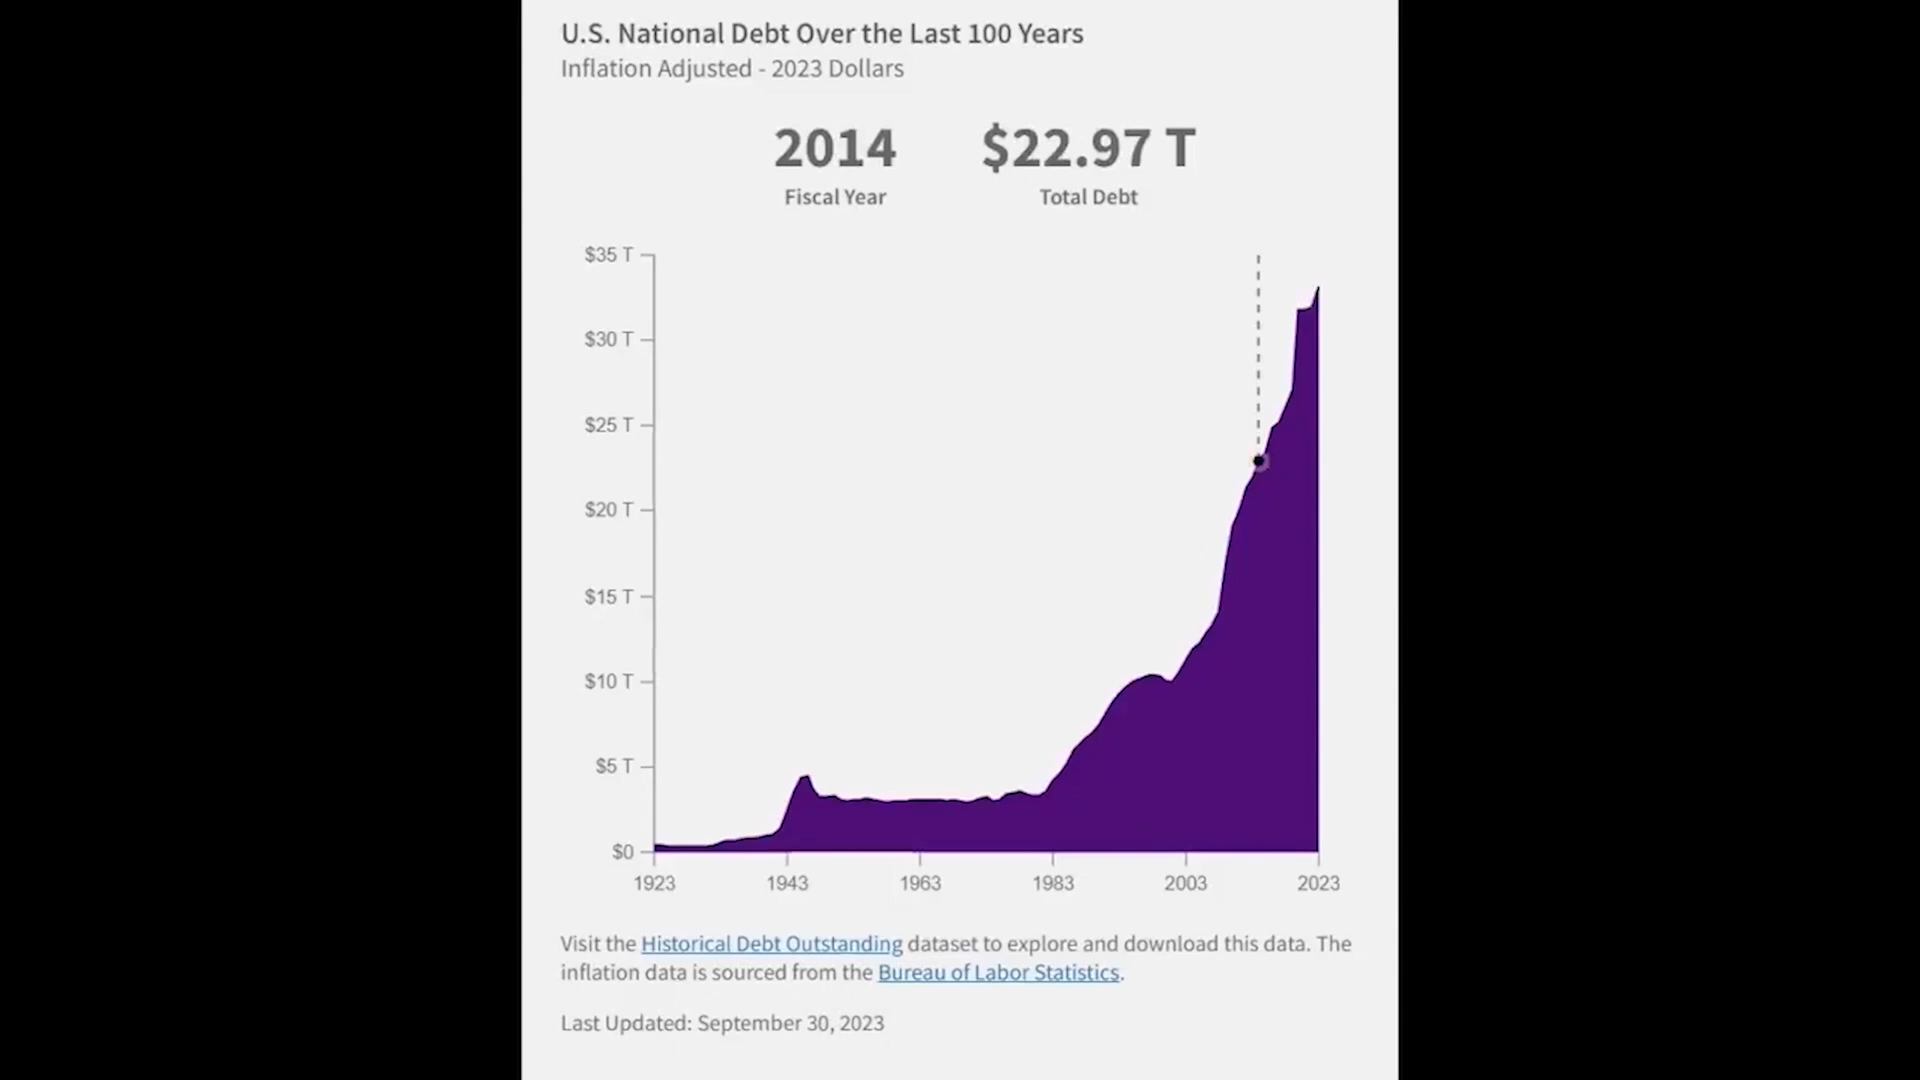 U.S. National Debt Over the Last 100 Years
Inflation Adjusted - 2023 Dollars
2014 $22.97 T
Fiscal Year Total Debt
$35 T
$30 T
$25 T
$20 T
$15 T
$10 T
$5 T
$0
1923 1943 1963 1983 2003 2023
Visit the Historical Debt Outstanding dataset to explore and download this data. The
inflation data is sourced from the Bureau of Labor Statistics.
Last Updated: September 30, 2023